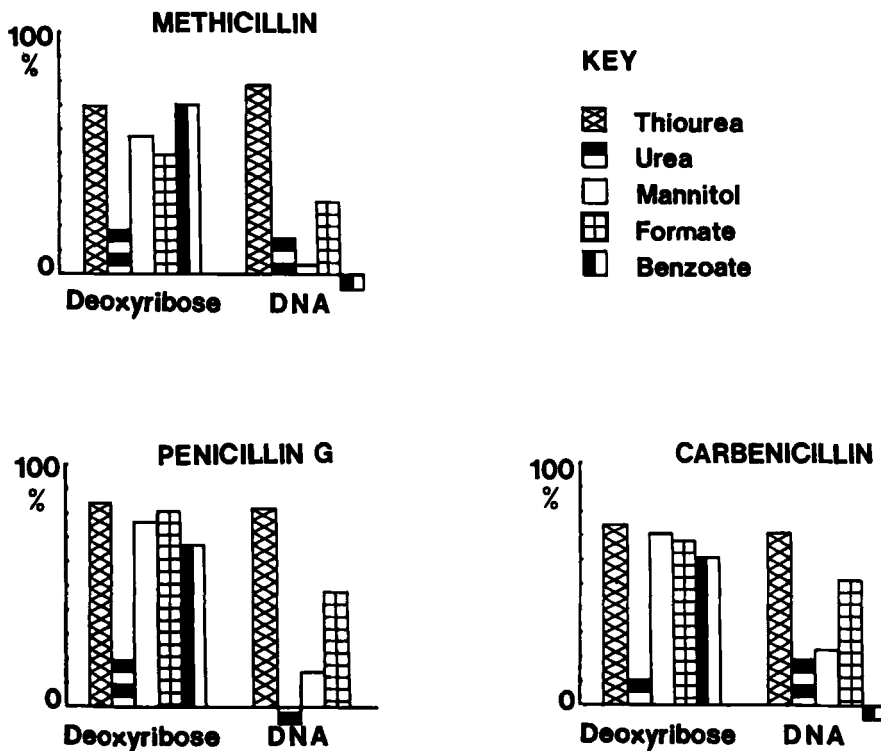 METHICILLIN
100
%
0
Deoxyribose DNA
KEY
Thiourea
Urea
Mannitol
Formate
Benzoate
PENICILLIN G
100
%
0
Deoxyribose DNA
CARBENICILLIN
100
%
0
Deoxyribose DNA